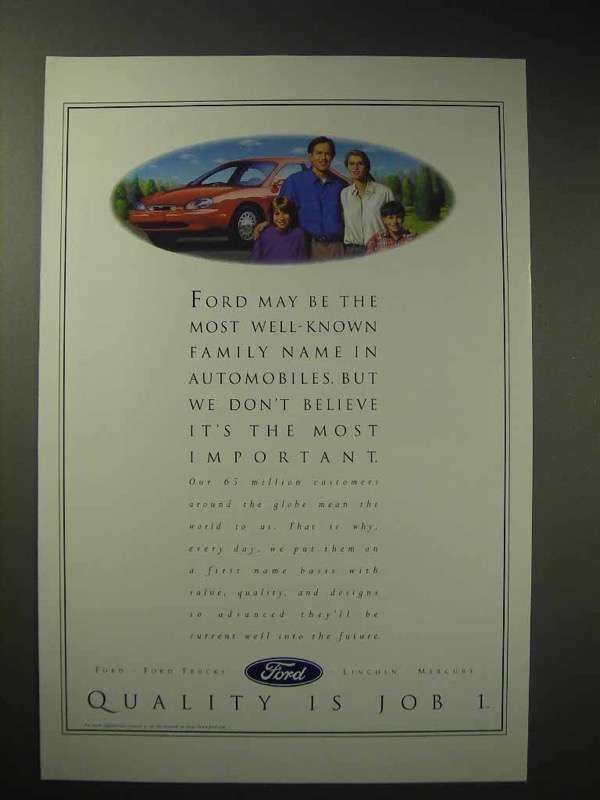 FORD MAY BE THE
MOST WELL-KNOWN
FAMILY NAME IN
AUTOMOBILES. BUT
WE DON'T BELIEVE
IT'S THE MOST
IMPORTANT.
Our 65 million customers
around the globe mean the
world to us. That is why,
every day, we put them on
a first name basis with
value, quality, and designs
so advanced they'll be
current well into the future.
FORD · FORD TRUCKS · Ford · LINCOLN · MERCURY
QUALITY IS JOB 1.